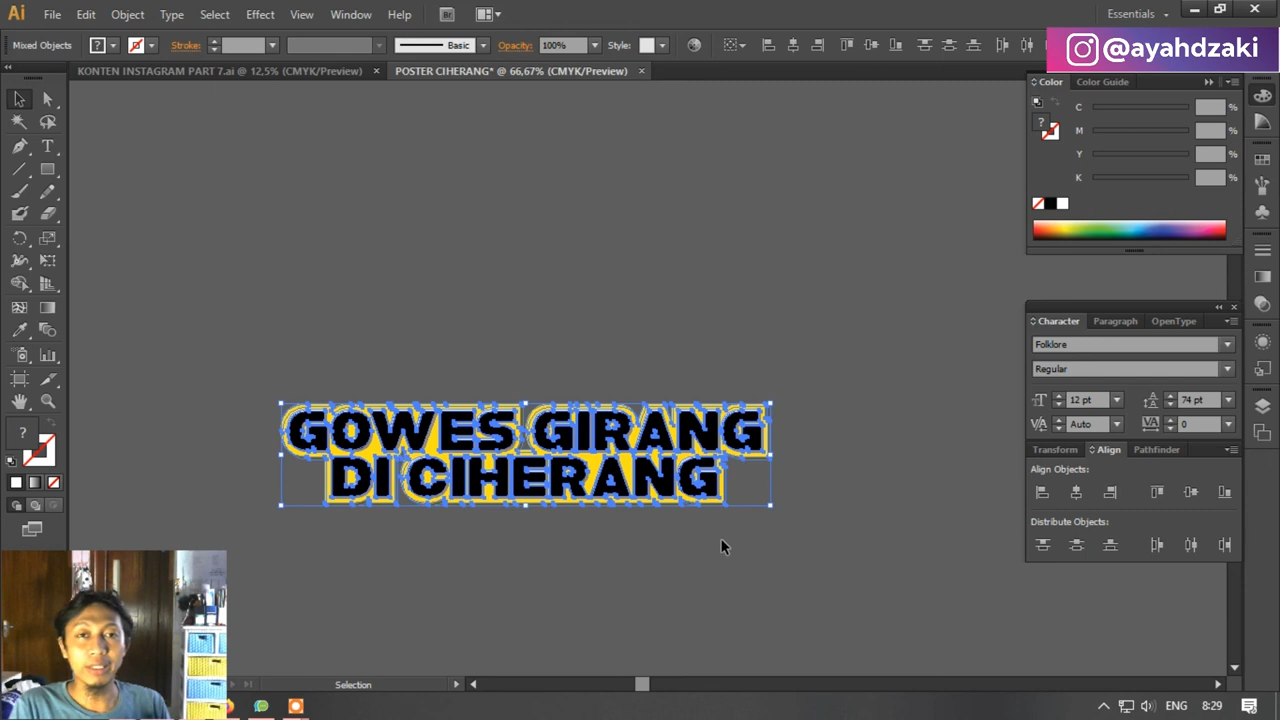 Ai File Edit Object Type Select Effect View Window Help Br Essentials
@ayahdzaki
Mixed Objects ? Stroke: Basic Opacity: 100% Style:
KONTEN INSTAGRAM PART 7.ai @ 12,5% (CMYK/Preview) × POSTER CIHERANG* @ 66,67% (CMYK/Preview) ×
Color Color Guide
C %
? M %
Y %
K %
Character Paragraph OpenType
Folklore
Regular
12 pt 74 pt
Auto 0
Transform Align Pathfinder
Align Objects:
Distribute Objects:
GOWES GIRANG
DI CIHERANG
?
Selection
ENG 8:29